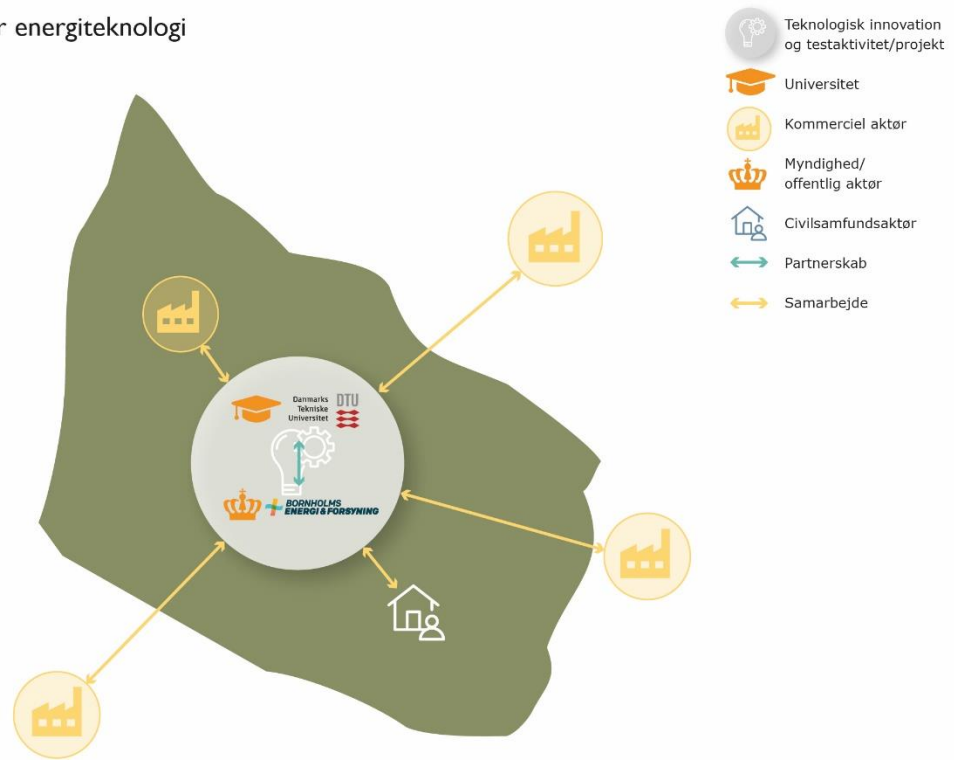 r energiteknologi
Teknologisk innovation
og testaktivitet/projekt
Universitet
Kommerciel aktør
Myndighed/
offentlig aktør
Civilsamfundsaktør
Partnerskab
Samarbejde
Danmarks
Tekniske
Universitet
DTU
BORNHOLMS
ENERGI & FORSYNING